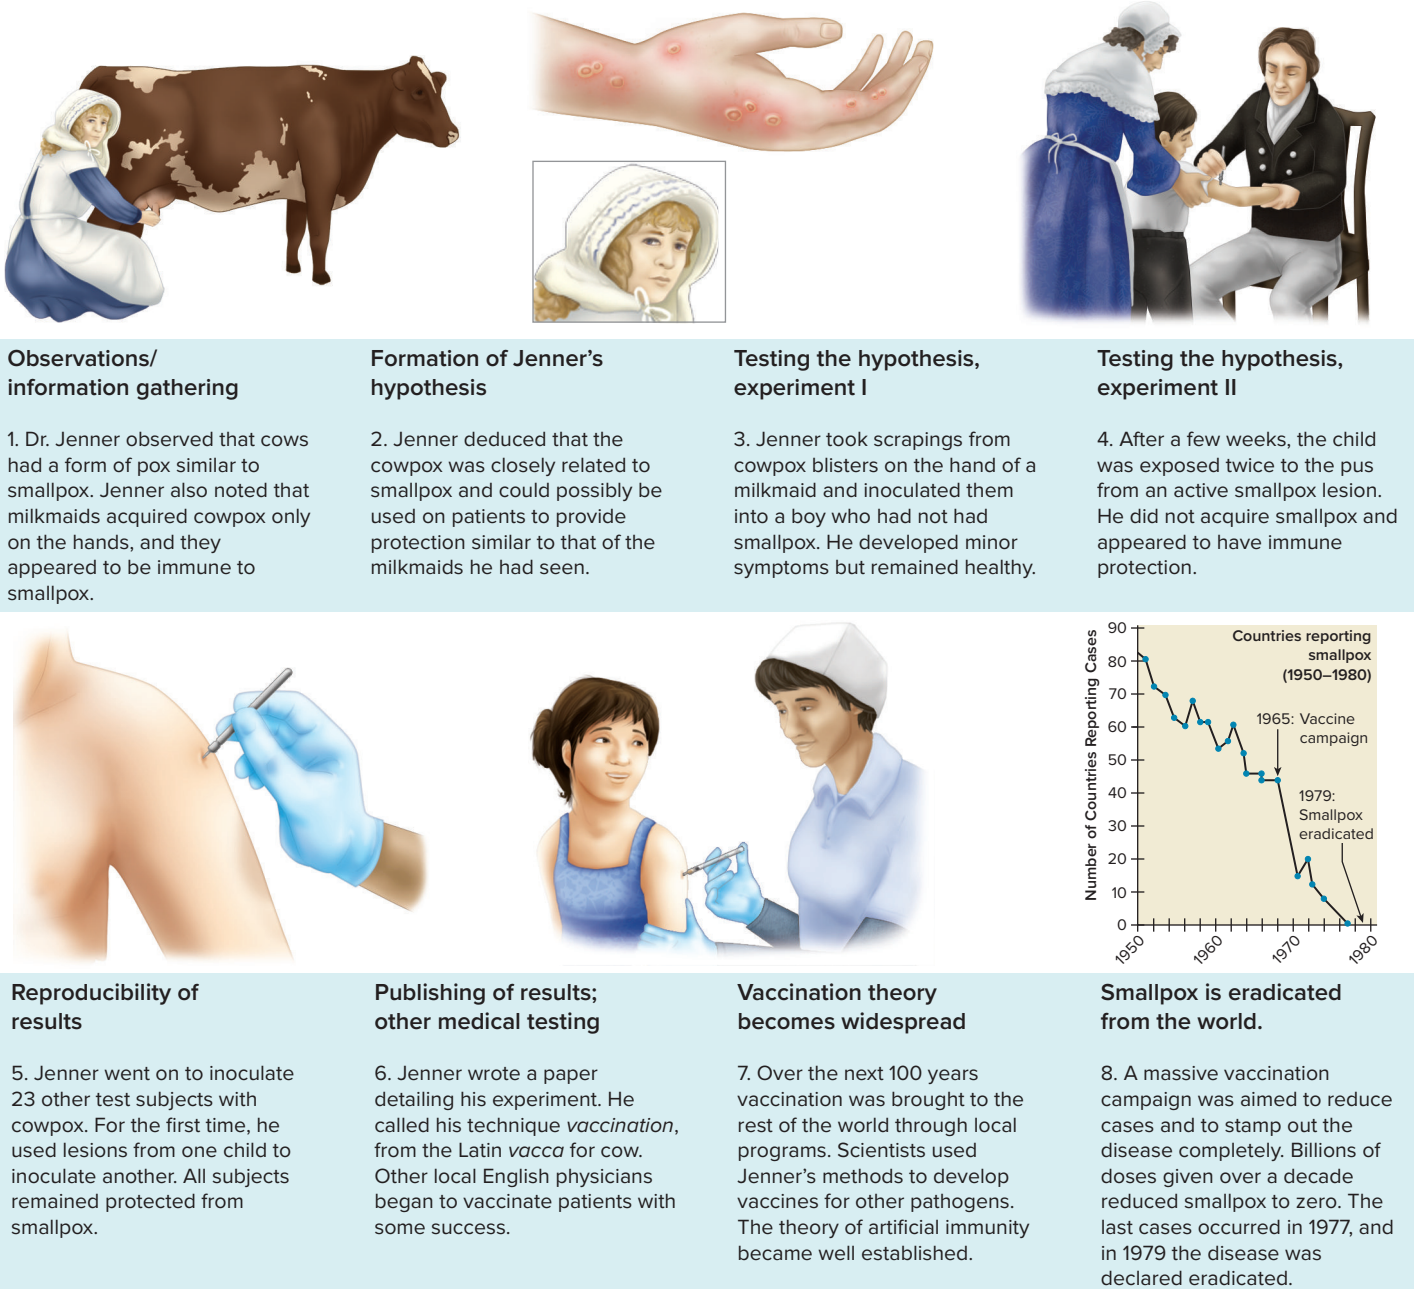 Observations/
information gathering
1. Dr. Jenner observed that cows
had a form of pox similar to
smallpox. Jenner also noted that
milkmaids acquired cowpox only
on the hands, and they
appeared to be immune to
smallpox.
Formation of Jenner’s
hypothesis
2. Jenner deduced that the
cowpox was closely related to
smallpox and could possibly be
used on patients to provide
protection similar to that of the
milkmaids he had seen.
Testing the hypothesis,
experiment I
3. Jenner took scrapings from
cowpox blisters on the hand of a
milkmaid and inoculated them
into a boy who had not had
smallpox. He developed minor
symptoms but remained healthy.
Testing the hypothesis,
experiment II
4. After a few weeks, the child
was exposed twice to the pus
from an active smallpox lesion.
He did not acquire smallpox and
appeared to have immune
protection.
Number of Countries Reporting Cases
90
80
70
60
50
40
30
20
10
0
1950
1960
1970
1980
Countries reporting
smallpox
(1950–1980)
1965: Vaccine
campaign
1979:
Smallpox
eradicated
Reproducibility of
results
5. Jenner went on to inoculate
23 other test subjects with
cowpox. For the first time, he
used lesions from one child to
inoculate another. All subjects
remained protected from
smallpox.
Publishing of results;
other medical testing
6. Jenner wrote a paper
detailing his experiment. He
called his technique vaccination,
from the Latin vacca for cow.
Other local English physicians
began to vaccinate patients with
some success.
Vaccination theory
becomes widespread
7. Over the next 100 years
vaccination was brought to the
rest of the world through local
programs. Scientists used
Jenner’s methods to develop
vaccines for other pathogens.
The theory of artificial immunity
became well established.
Smallpox is eradicated
from the world.
8. A massive vaccination
campaign was aimed to reduce
cases and to stamp out the
disease completely. Billions of
doses given over a decade
reduced smallpox to zero. The
last cases occurred in 1977, and
in 1979 the disease was
declared eradicated.